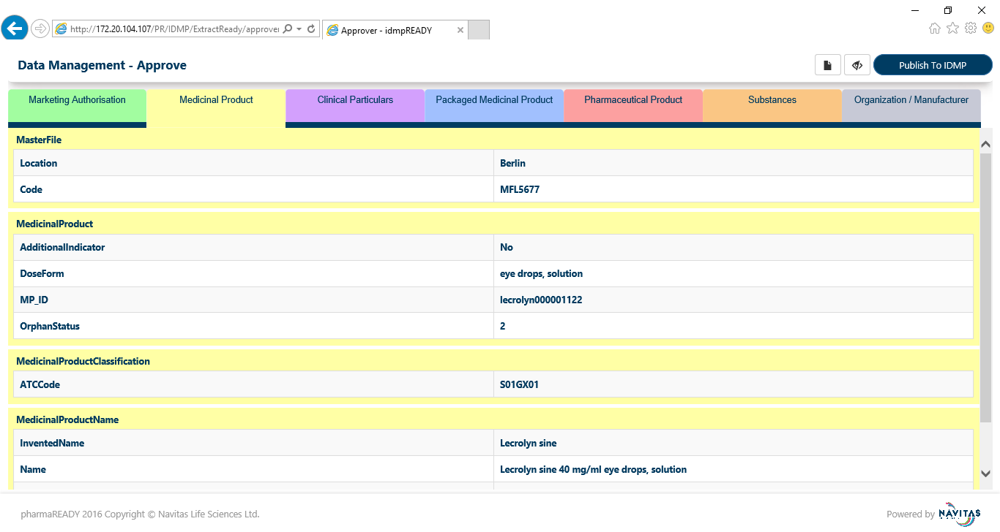 http://172.20.104.107/PR/IDMP/ExtractReady/approver
Approver - idmpREADY
Data Management - Approve
Publish To IDMP
Marketing Authorisation
Medicinal Product
Clinical Particulars
Packaged Medicinal Product
Pharmaceutical Product
Substances
Organization / Manufacturer
MasterFile
Location Berlin
Code MFL5677
MedicinalProduct
AdditionalIndicator No
DoseForm eye drops, solution
MP_ID lecrolyn000001122
OrphanStatus 2
MedicinalProductClassification
ATCCode S01GX01
MedicinalProductName
InventedName Lecrolyn sine
Name Lecrolyn sine 40 mg/ml eye drops, solution
pharmaREADY 2016 Copyright © Navitas Life Sciences Ltd.
Powered by NAVITAS